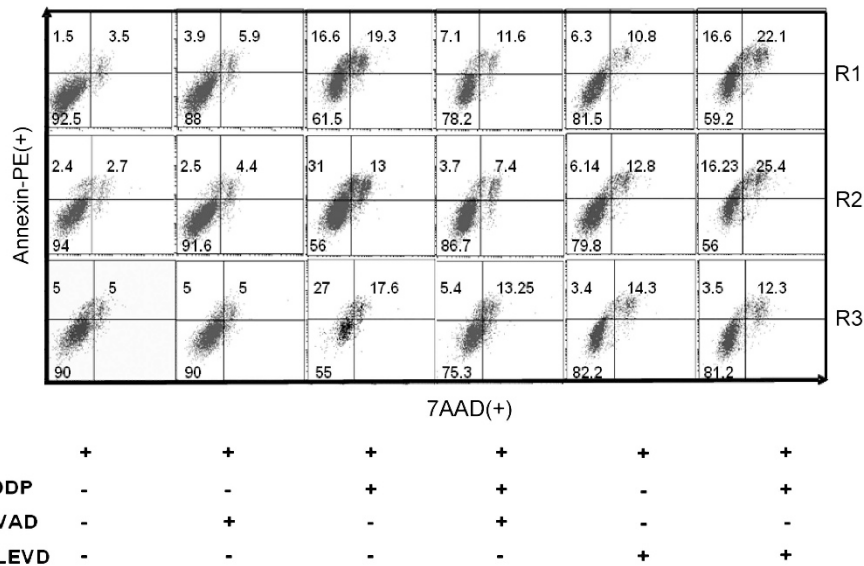 1.5 3.5 3.9 5.9 16.6 19.3 7.1 11.6 6.3 10.8 16.6 22.1
R1
92.5 88 61.5 78.2 81.5 59.2
2.4 2.7 2.5 4.4 31 13 3.7 7.4 6.14 12.8 16.23 25.4
R2
94 91.6 56 86.7 79.8 56
5 5 5 5 27 17.6 5.4 13.25 3.4 14.3 3.5 12.3
R3
90 90 55 75.3 82.2 81.2
Annexin-PE(+)
7AAD(+)
+ + + + + +
DDP - - + + - +
VAD - + - + - -
LEVD - - - - + +